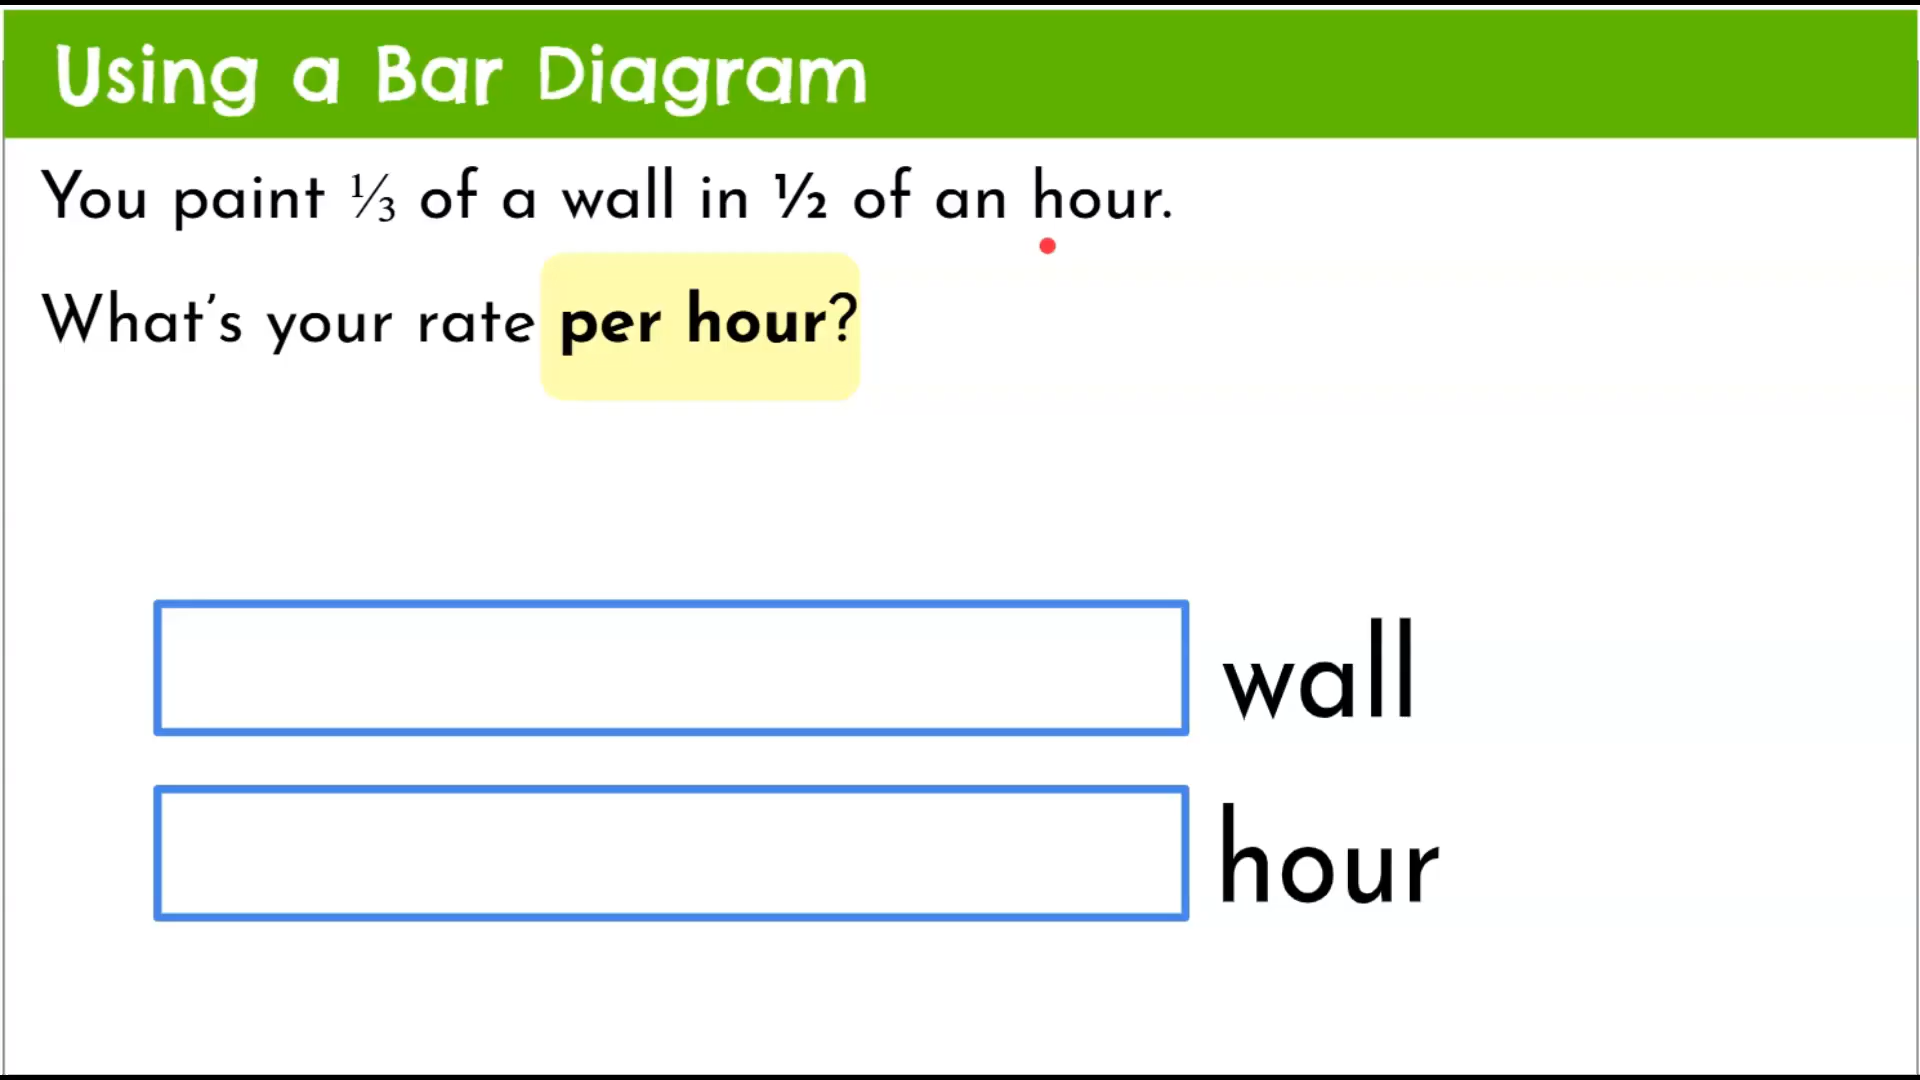 Using a Bar Diagram
You paint ⅓ of a wall in ½ of an hour.
What’s your rate per hour?
wall
hour